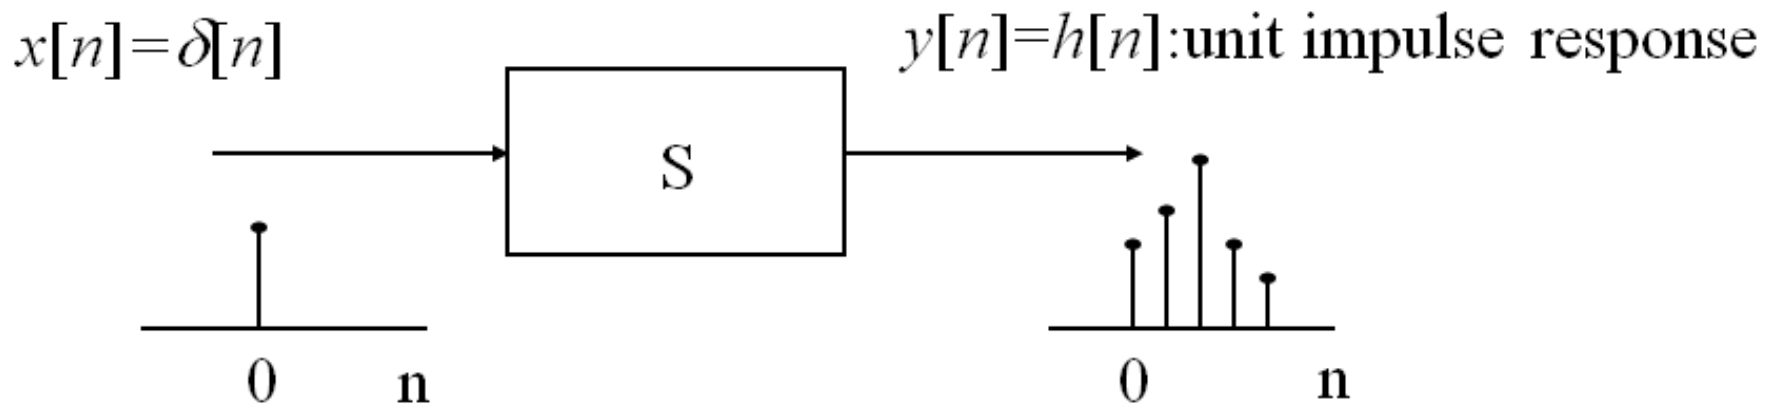 x[n]=δ[n]
y[n]=h[n]:unit impulse response
S
0 n
0 n